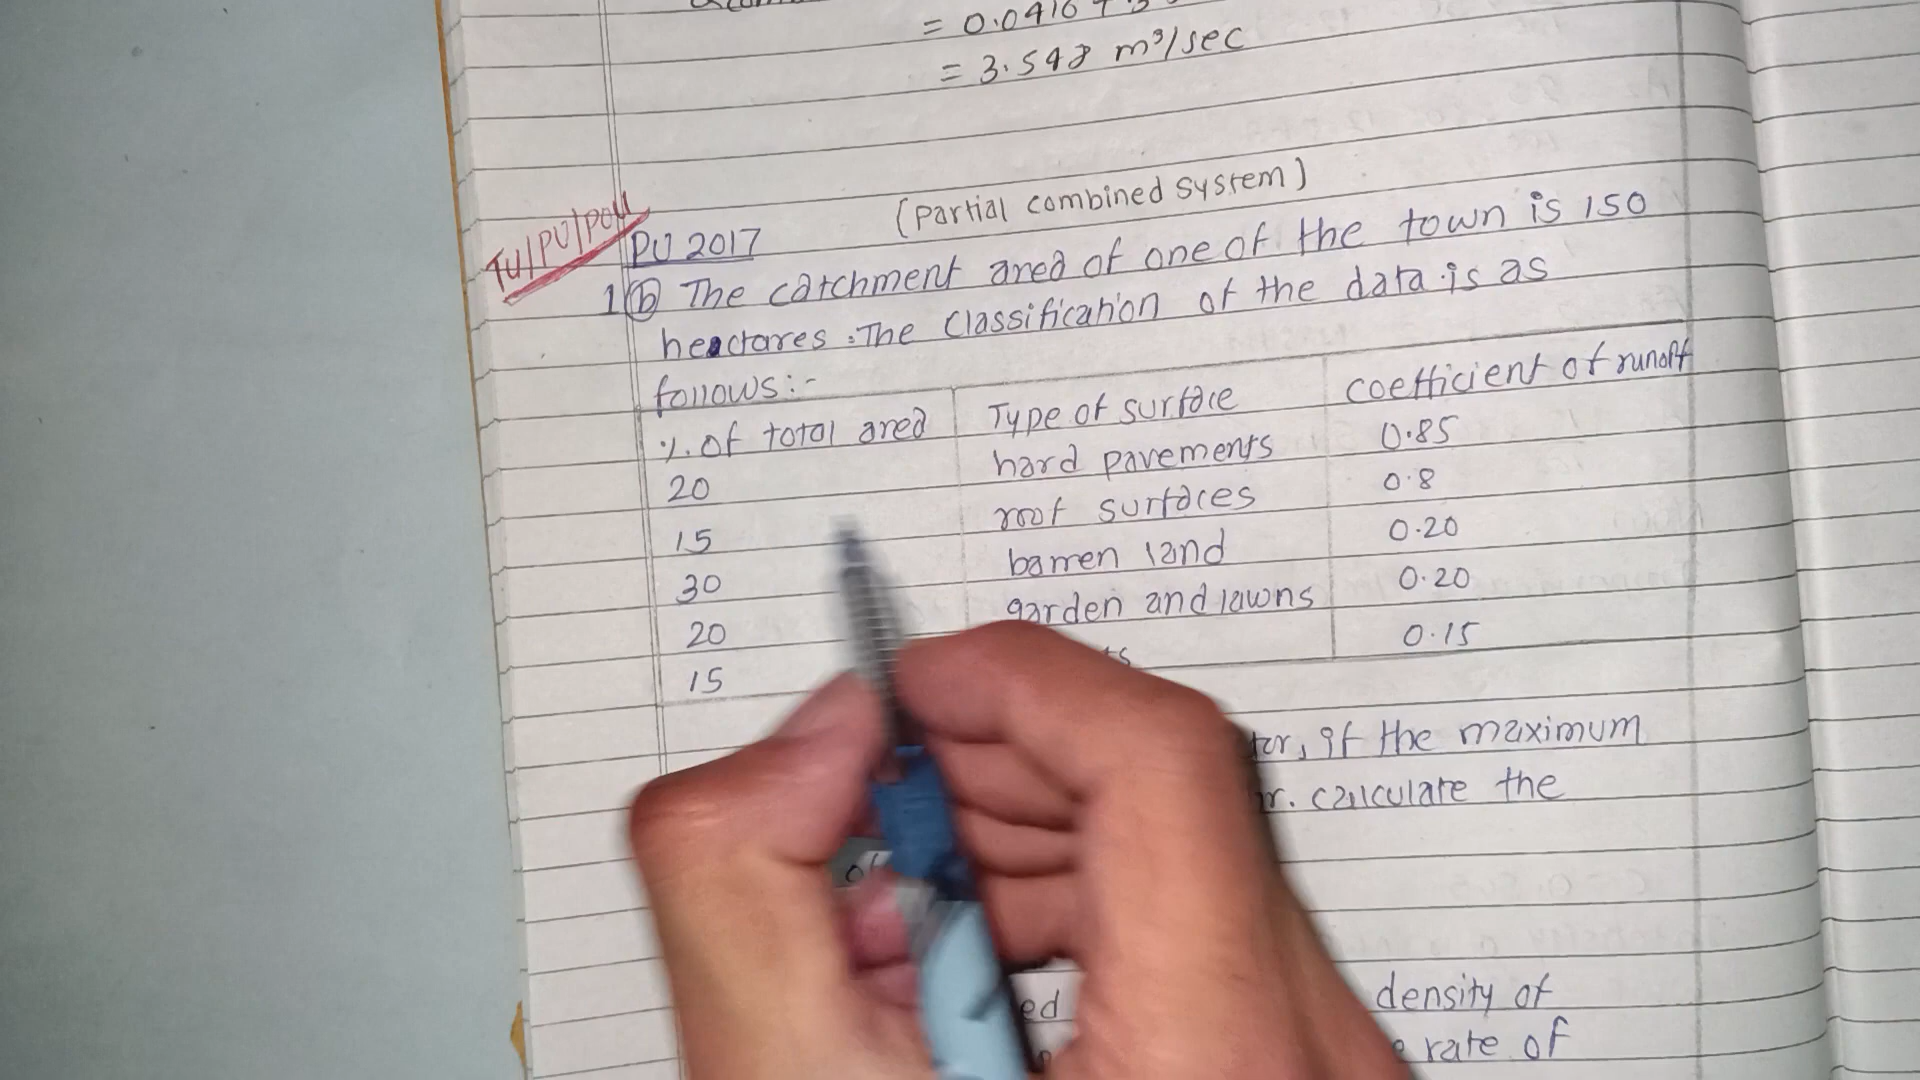 = 0.0416
= 3.543 m³/sec
(partial combined system)
TU/PU/POU
PU 2017
1 b The catchment area of one of the town is 150
hectares. The classification of the data is as
follows:-
% of total area Type of surface coefficient of runoff
20 hard pavements 0.85
15 roof surfaces 0.8
30 barren land 0.20
20 garden and lawns 0.20
15 0.15
if the maximum
calculate the
density of
rate of